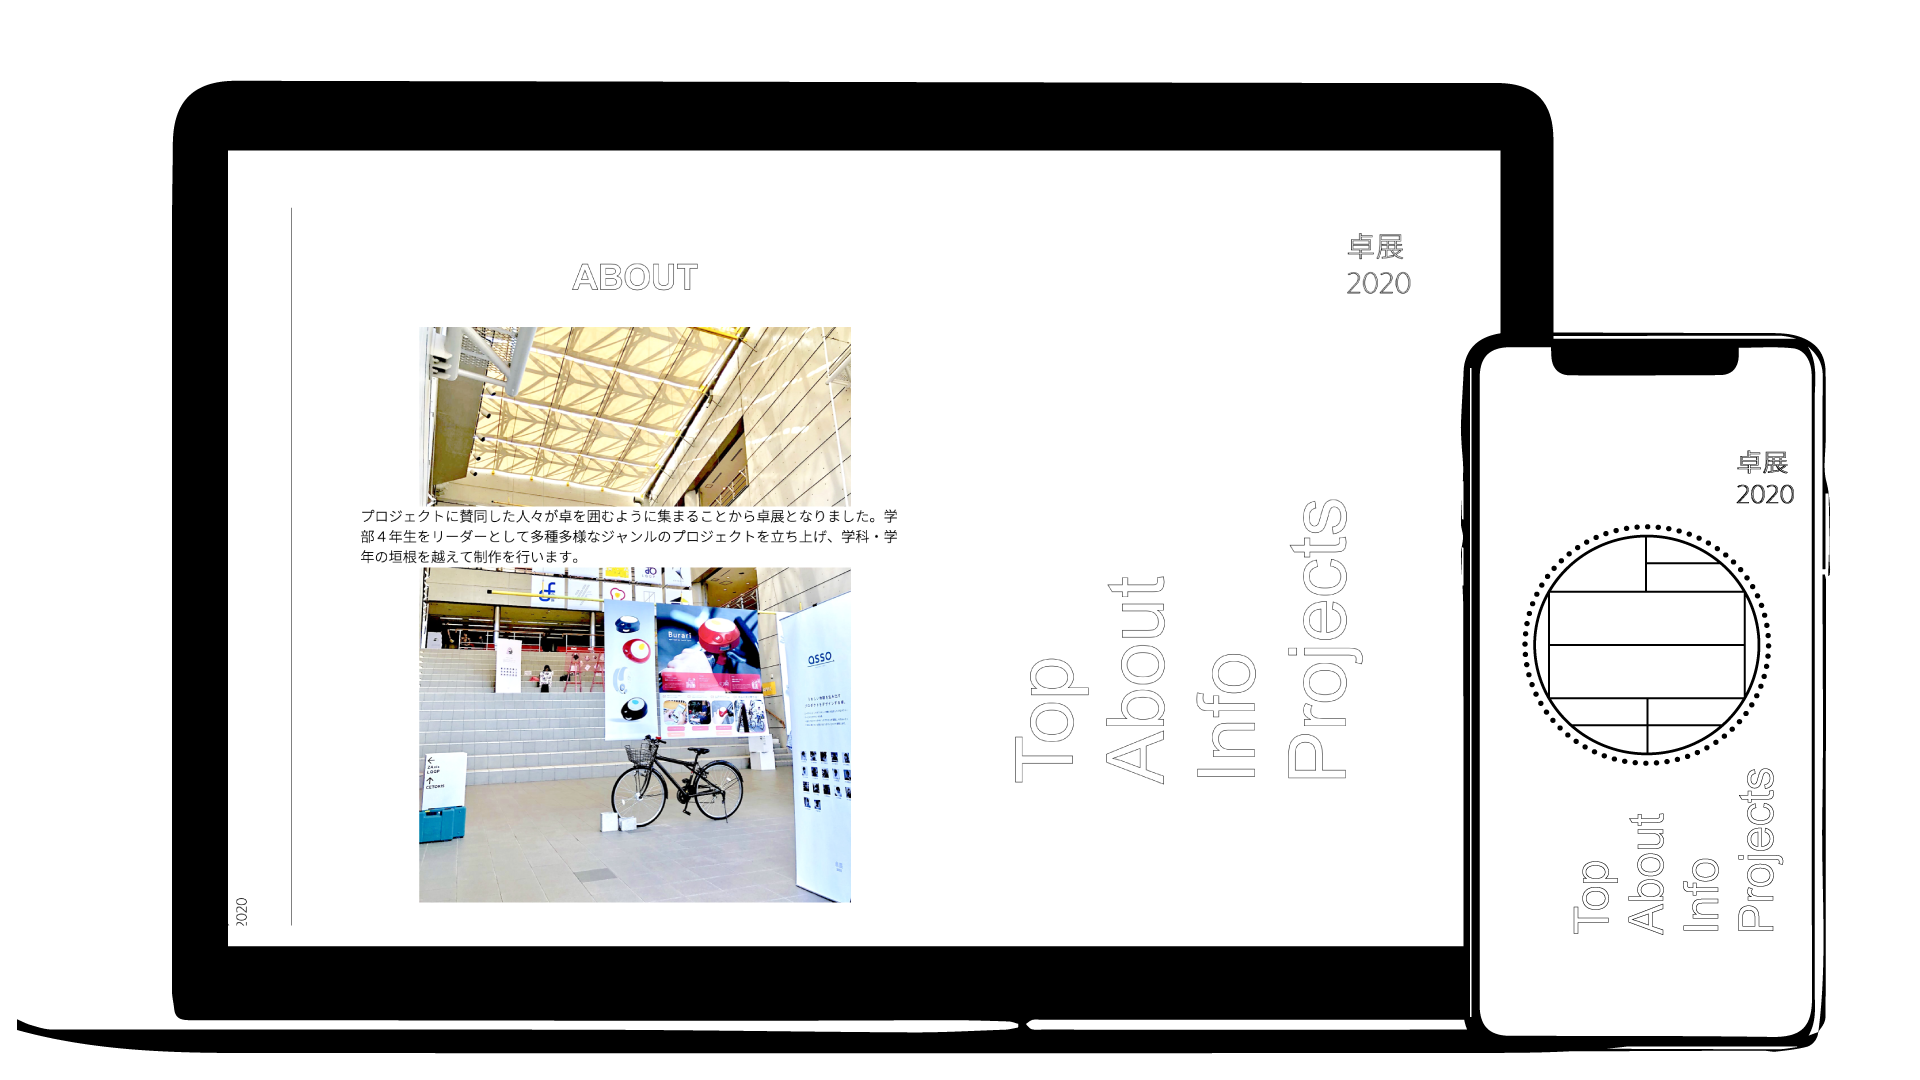 ABOUT
卓展
2020
プロジェクトに賛同した人々が卓を囲むように集まることから卓展となりました。学
部４年生をリーダーとして多種多様なジャンルのプロジェクトを立ち上げ、学科・学
年の垣根を越えて制作を行います。
Burari
asso
LOOP
Top
About
Info
Projects
2020
卓展
2020
Top
About
Info
Projects